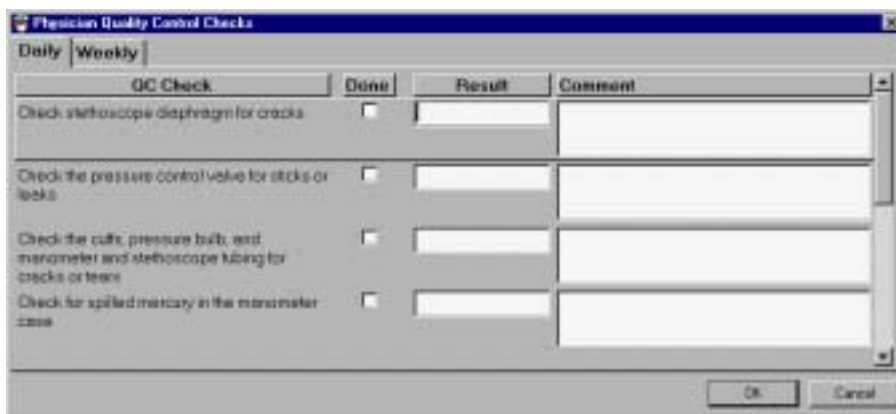 Physician Quality Control Checks
Daily Weekly
QC Check Done Result Comment
Check stethoscope diaphragm for cracks
Check the pressure control valve for sticks or
leaks
Check the cuffs, pressure bulb, and
manometer and stethoscope tubing for
cracks or tears
Check for spilled mercury in the manometer
case
OK Cancel